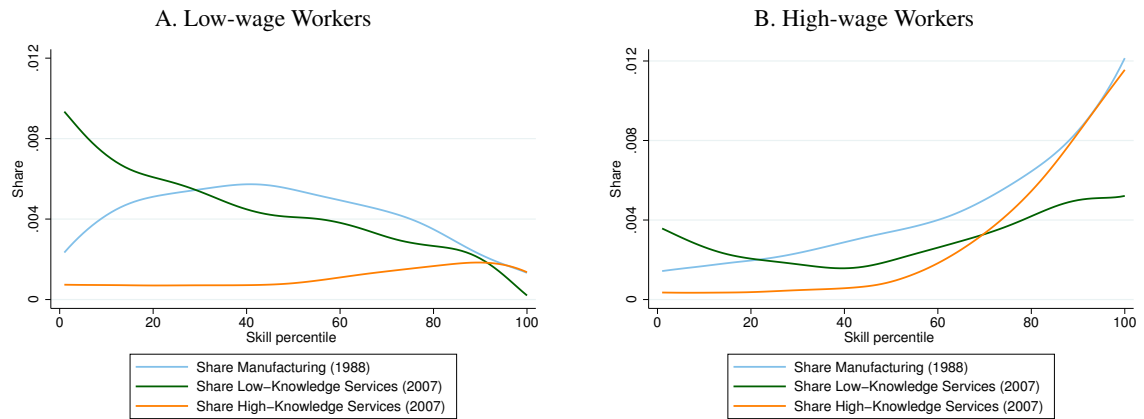 A. Low-wage Workers
.012
.008
.004
0
Share
0
20
40
60
80
100
Skill percentile
Share Manufacturing (1988)
Share Low−Knowledge Services (2007)
Share High−Knowledge Services (2007)
B. High-wage Workers
.012
.008
.004
0
Share
0
20
40
60
80
100
Skill percentile
Share Manufacturing (1988)
Share Low−Knowledge Services (2007)
Share High−Knowledge Services (2007)